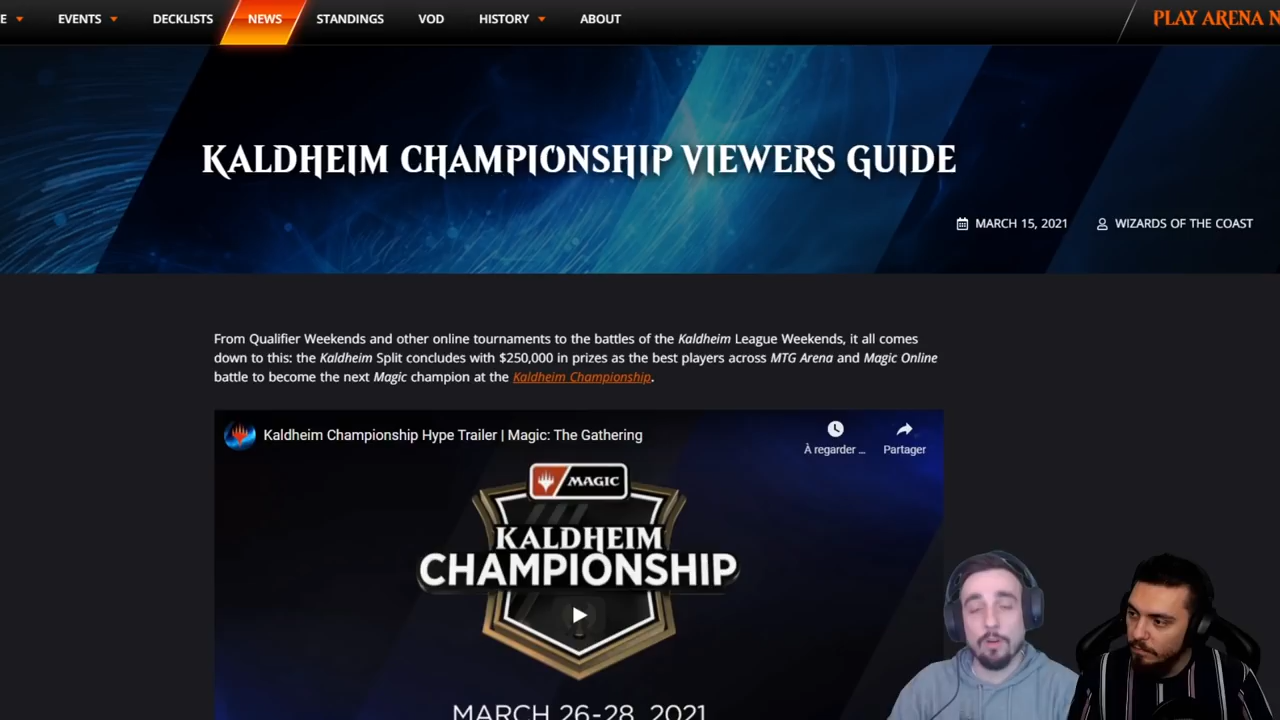 E EVENTS DECKLISTS NEWS STANDINGS VOD HISTORY ABOUT PLAY ARENA N
KALDHEIM CHAMPIONSHIP VIEWERS GUIDE
MARCH 15, 2021 WIZARDS OF THE COAST
From Qualifier Weekends and other online tournaments to the battles of the Kaldheim League Weekends, it all comes
down to this: the Kaldheim Split concludes with $250,000 in prizes as the best players across MTG Arena and Magic Online
battle to become the next Magic champion at the Kaldheim Championship.
Kaldheim Championship Hype Trailer | Magic: The Gathering
À regarder ... Partager
MAGIC
KALDHEIM
CHAMPIONSHIP
MARCH 26-28, 2021